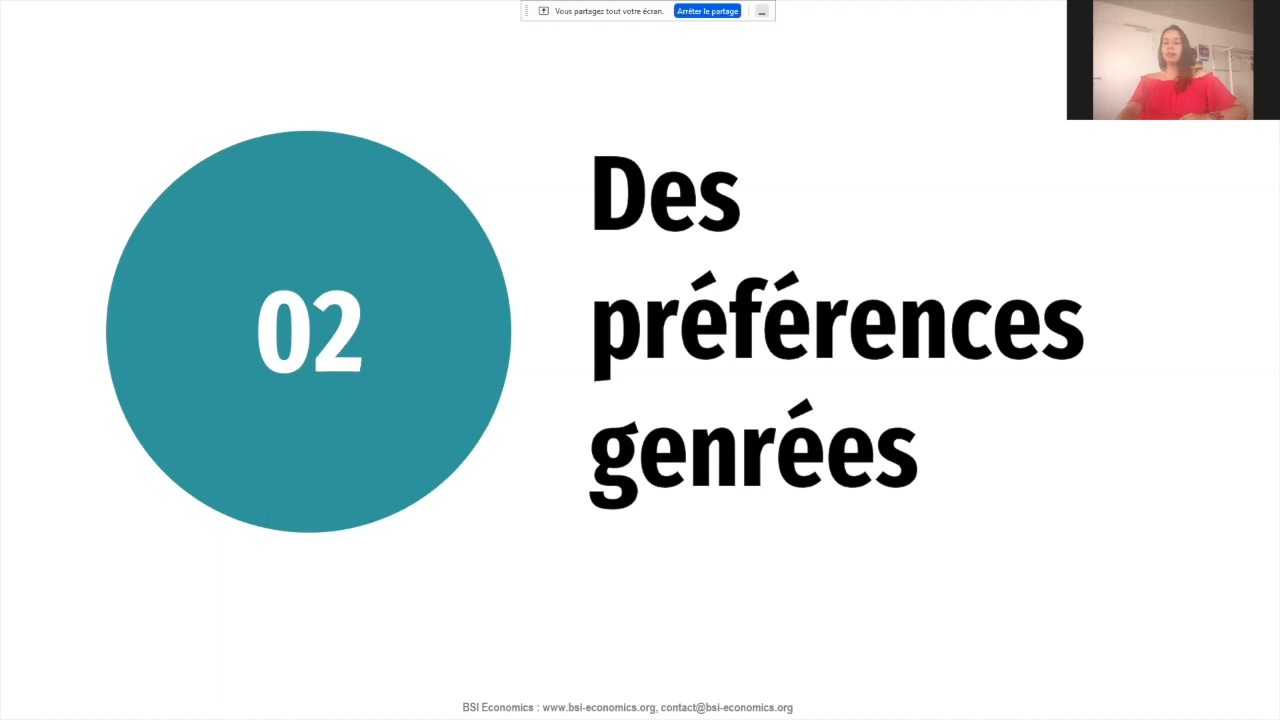 Vous partagez tout votre écran. Arrêter le partage
02
Des
préférences
genrées
BSI Economics : www.bsi-economics.org, contact@bsi-economics.org